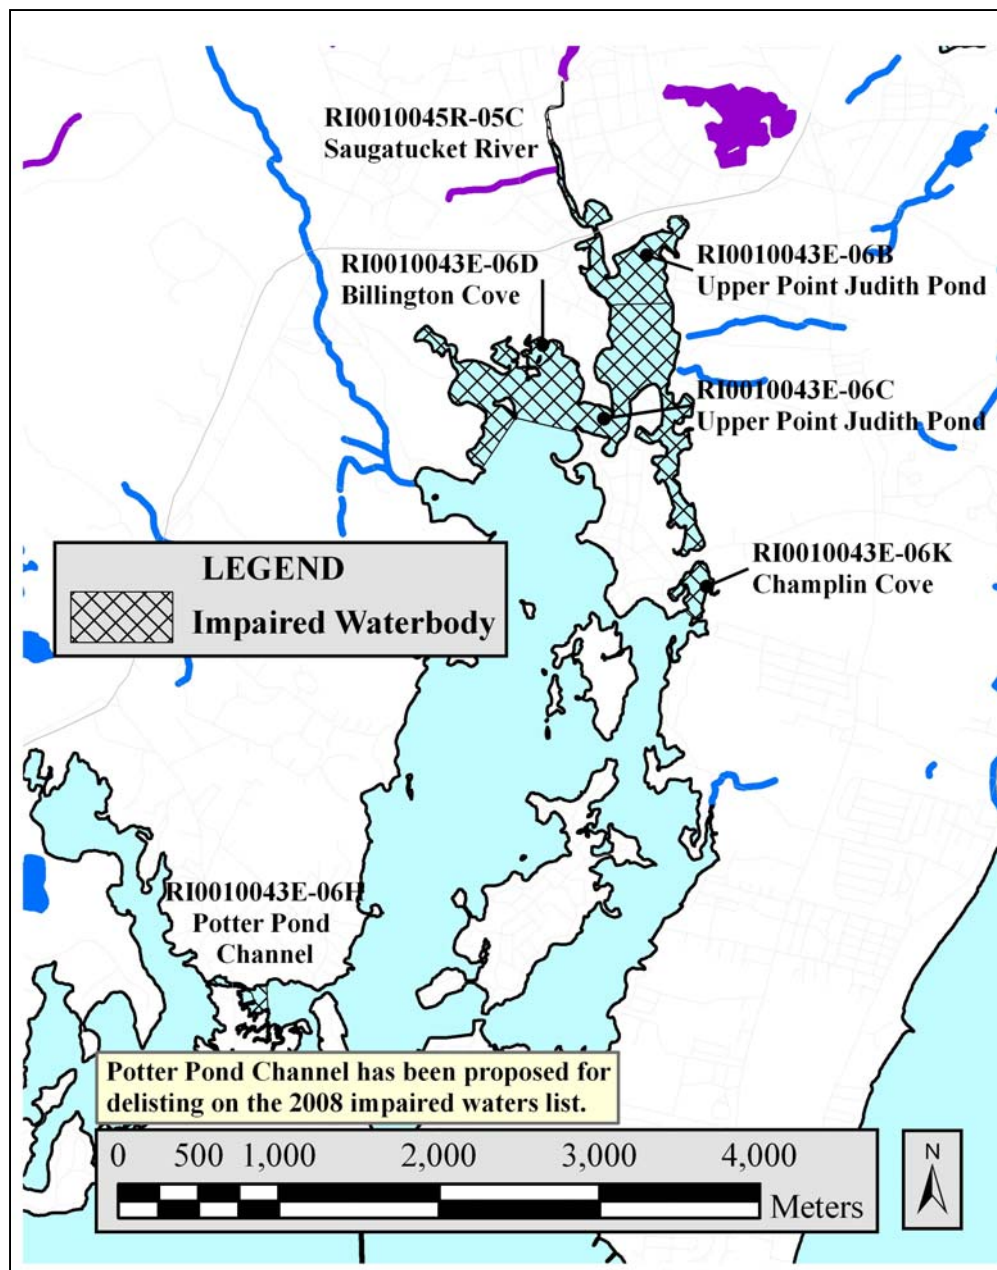 RI0010045R-05C
Saugatucket River
RI0010043E-06D
Billington Cove
RI0010043E-06B
Upper Point Judith Pond
RI0010043E-06C
Upper Point Judith Pond
RI0010043E-06K
Champlin Cove
LEGEND
Impaired Waterbody
RI0010043E-06H
Potter Pond
Channel
Potter Pond Channel has been proposed for
delisting on the 2008 impaired waters list.
0 500 1,000 2,000 3,000 4,000
Meters
N